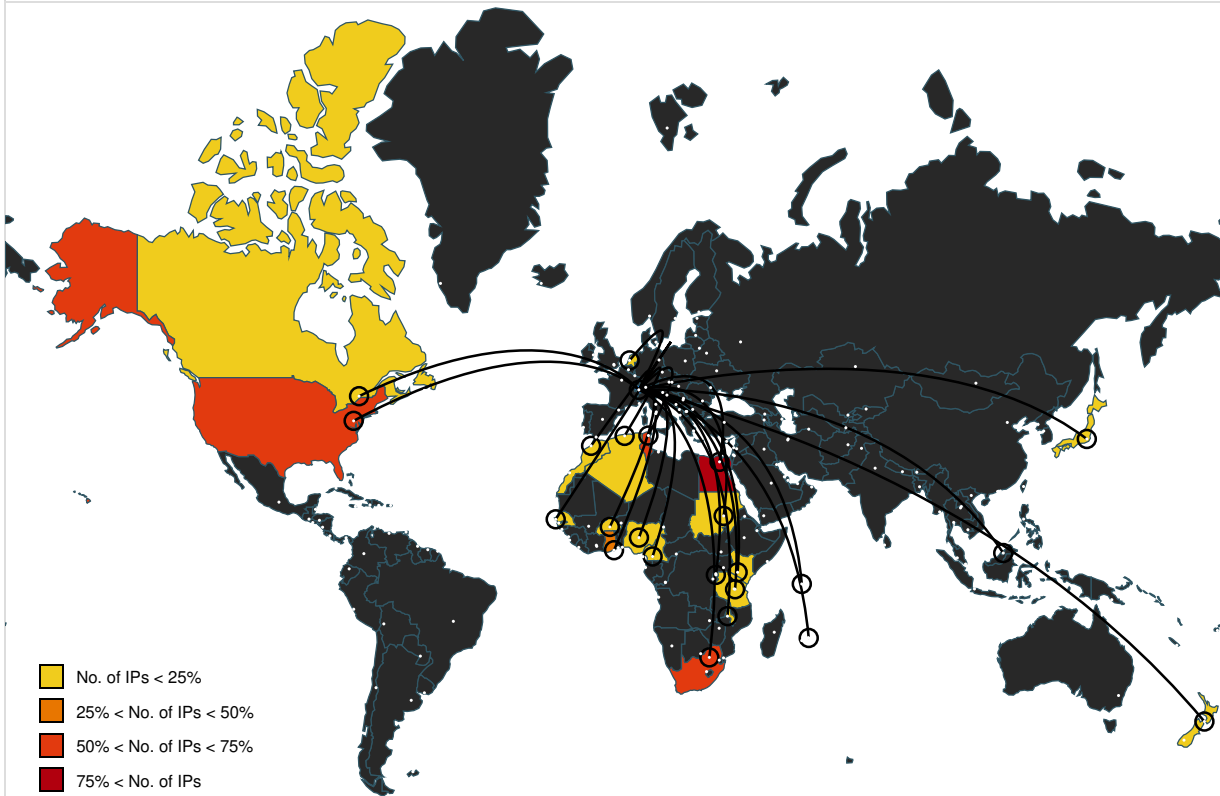 No. of IPs < 25%
25% < No. of IPs < 50%
50% < No. of IPs < 75%
75% < No. of IPs